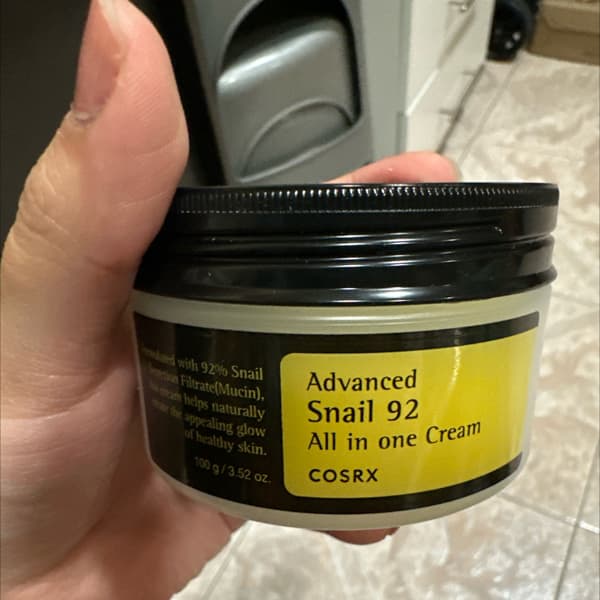 with 92% Snail
Filtrate(Mucin),
cream helps naturally
the appealing glow
of healthy skin.
100 g / 3.52 oz.
Advanced
Snail 92
All in one Cream
COSRX